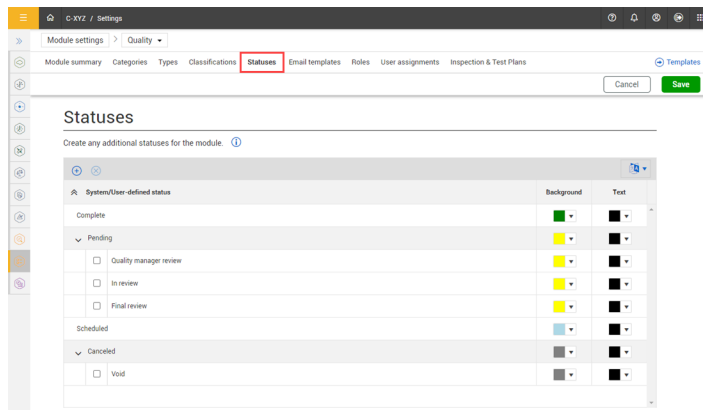 C-XYZ / Settings
Module settings > Quality
Module summary Categories Types Classifications Statuses Email templates Roles User assignments Inspection & Test Plans Templates
Cancel Save
Statuses
Create any additional statuses for the module.
System/User-defined status Background Text
Complete
Pending
Quality manager review
In review
Final review
Scheduled
Canceled
Void